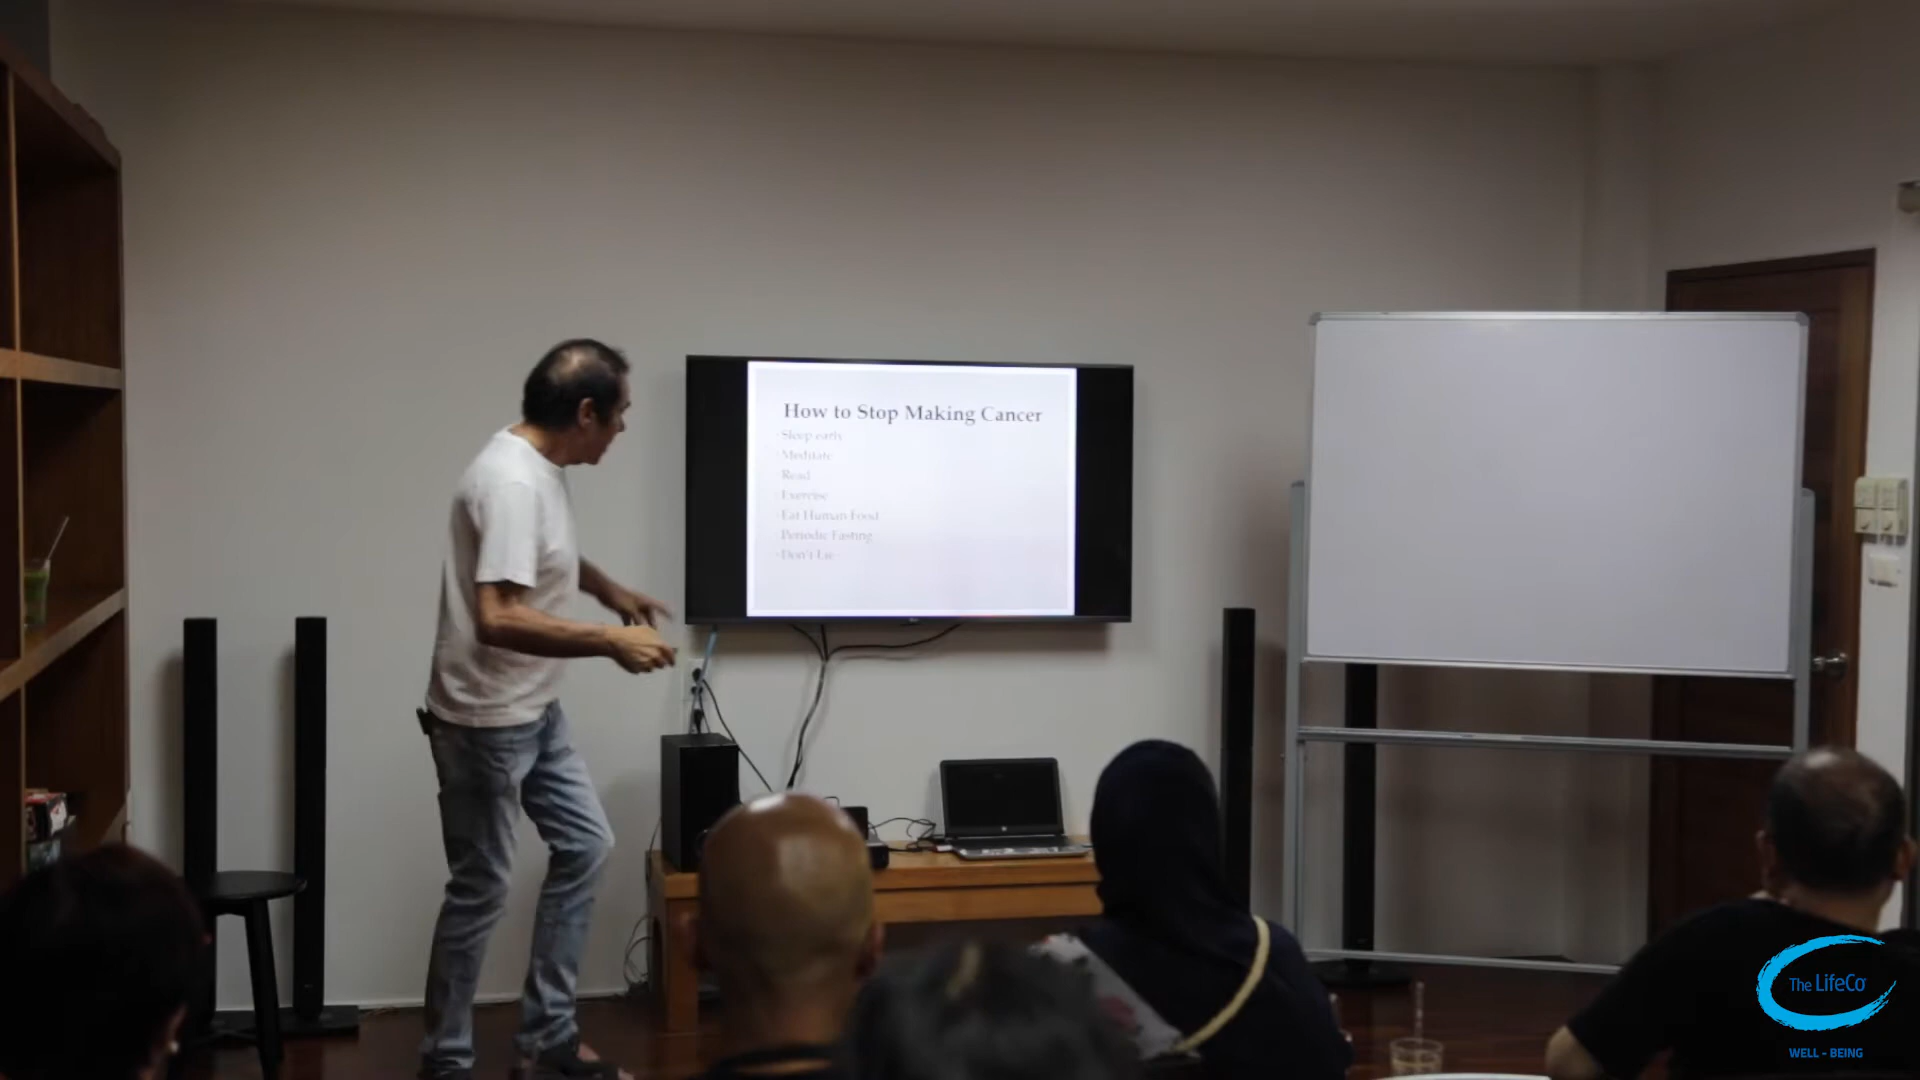 How to Stop Making Cancer
Sleep early
Meditate
Read
Exercise
Eat Human Food
Periodic Fasting
Don't Lie
The LifeCo
WELL - BEING